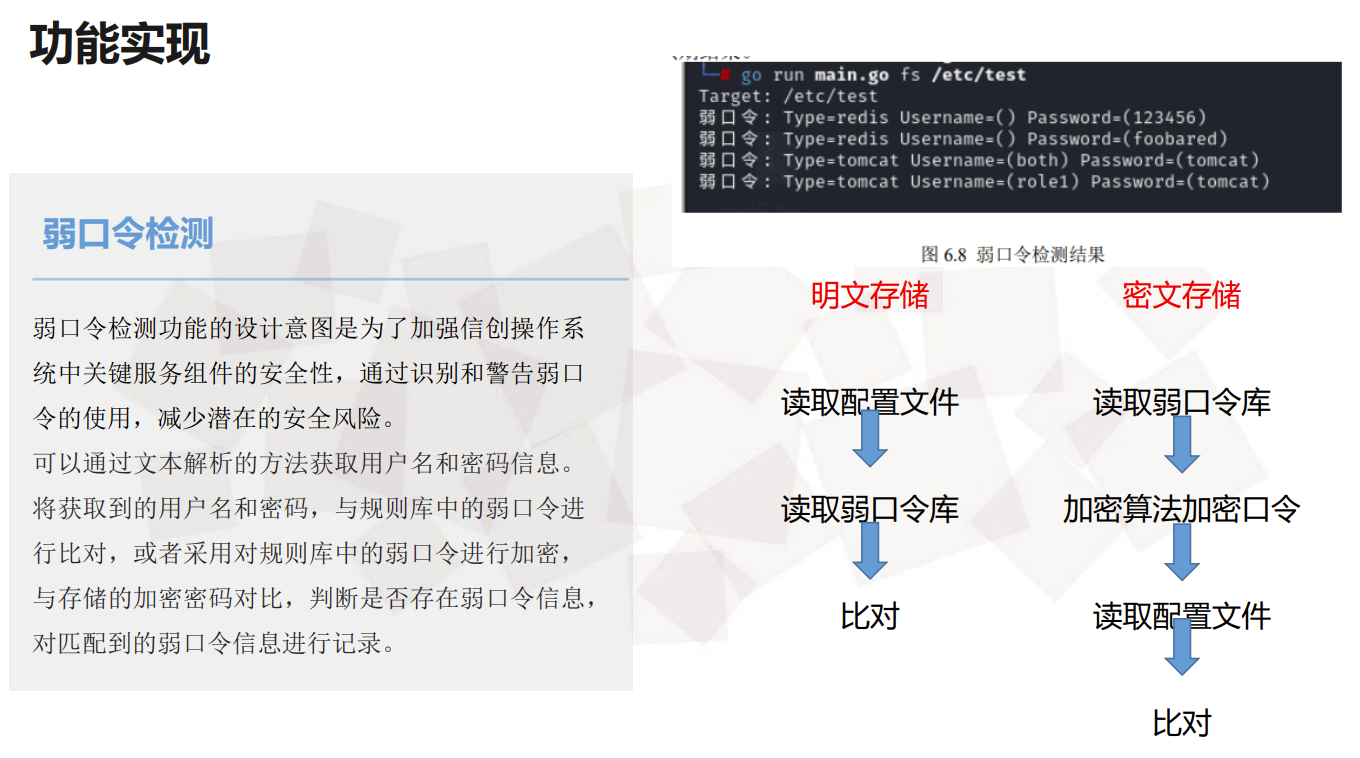 功能实现
弱口令检测
弱口令检测功能的设计意图是为了加强信创操作系
统中关键服务组件的安全性，通过识别和警告弱口
令的使用，减少潜在的安全风险。
可以通过文本解析的方法获取用户名和密码信息。
将获取到的用户名和密码，与规则库中的弱口令进
行比对，或者采用对规则库中的弱口令进行加密，
与存储的加密密码对比，判断是否存在弱口令信息，
对匹配到的弱口令信息进行记录。
└─# go run main.go fs /etc/test
Target: /etc/test
弱口令: Type=redis Username=() Password=(123456)
弱口令: Type=redis Username=() Password=(foobared)
弱口令: Type=tomcat Username=(both) Password=(tomcat)
弱口令: Type=tomcat Username=(role1) Password=(tomcat)
图 6.8 弱口令检测结果
明文存储
读取配置文件
读取弱口令库
比对
密文存储
读取弱口令库
加密算法加密口令
读取配置文件
比对